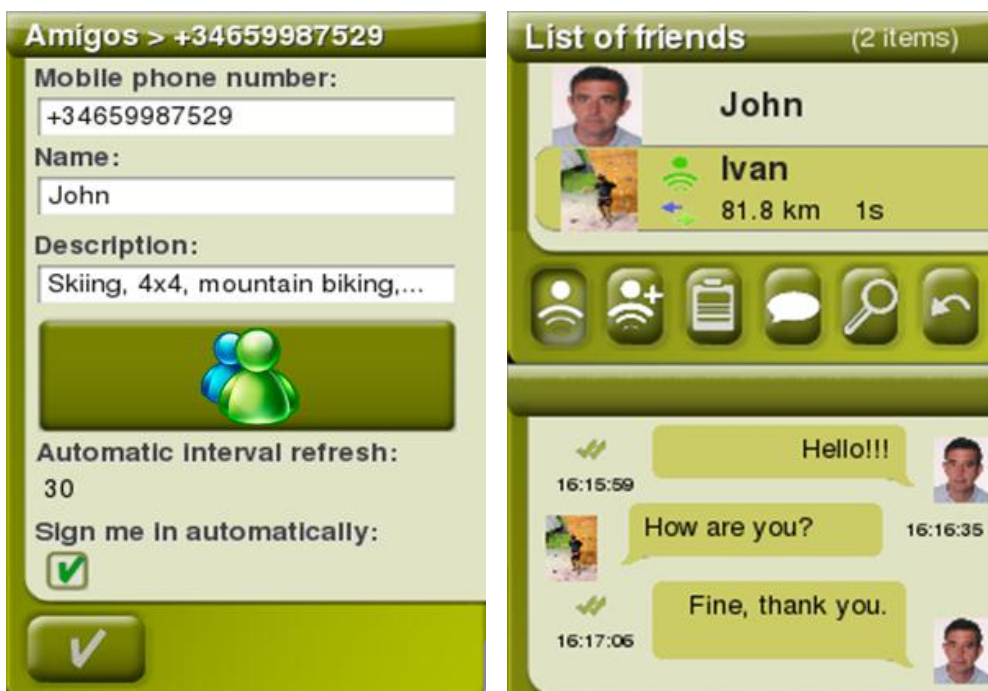 Amigos > +34659987529
Mobile phone number:
+34659987529
Name:
John
Description:
Skiing, 4x4, mountain biking,...
Automatic interval refresh:
30
Sign me in automatically:
List of friends (2 items)
John
Ivan
81.8 km 1s
Hello!!!
16:15:59
How are you?
16:16:35
Fine, thank you.
16:17:06